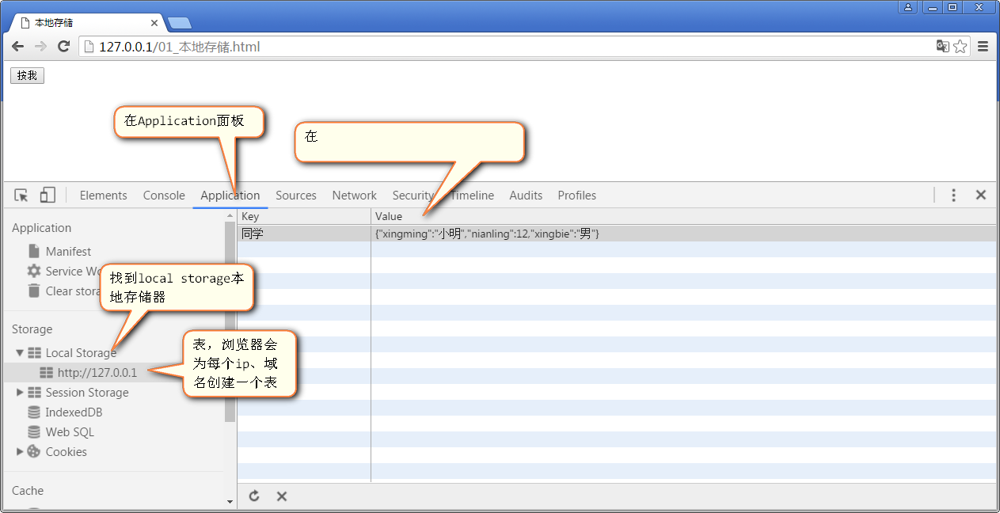 本地存储
127.0.0.1/01_本地存储.html
按我
在Application面板
在
Elements Console Application Sources Network Security Timeline Audits Profiles
Application
Manifest
Service Wo
Clear stora
Storage
Local Storage
http://127.0.0.1
Session Storage
IndexedDB
Web SQL
Cookies
Cache
找到local storage本
地存储器
表，浏览器会
为每个ip、域
名创建一个表
Key Value
同学 {"xingming":"小明","nianling":12,"xingbie":"男"}